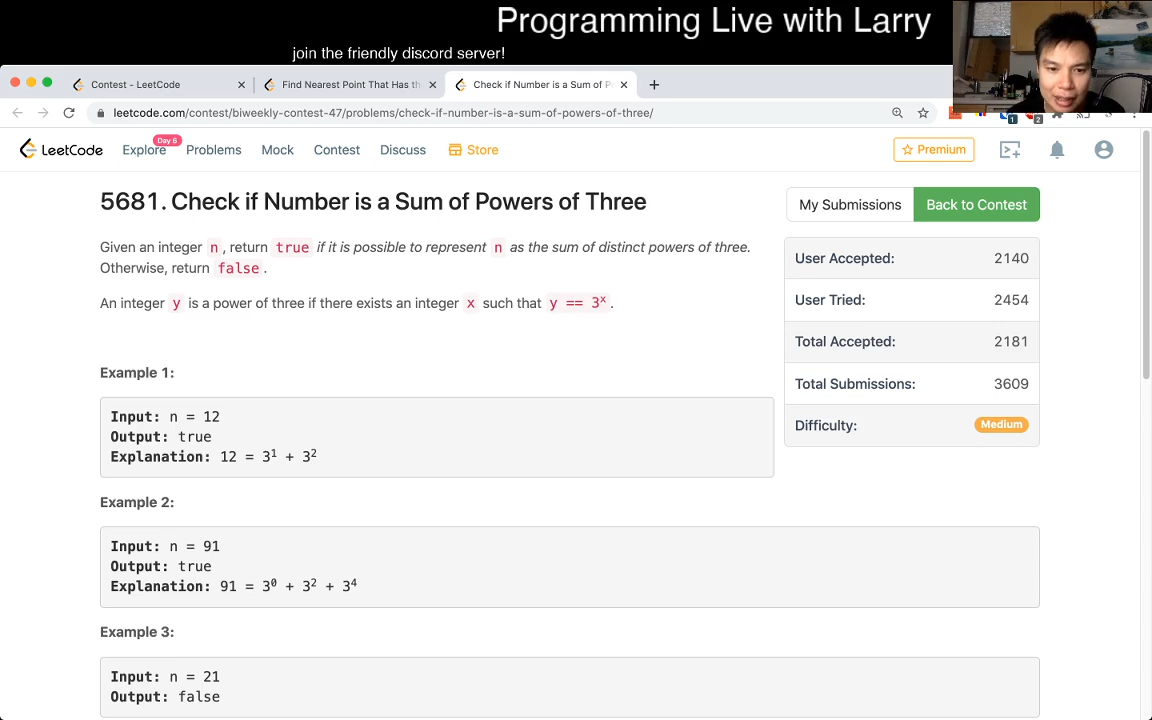 Programming Live with Larry
join the friendly discord server!
Contest - LeetCode
Find Nearest Point That Has th
Check if Number is a Sum of P
leetcode.com/contest/biweekly-contest-47/problems/check-if-number-is-a-sum-of-powers-of-three/
LeetCode Explore Day 6 Problems Mock Contest Discuss Store Premium
5681. Check if Number is a Sum of Powers of Three
My Submissions Back to Contest
Given an integer n , return true if it is possible to represent n as the sum of distinct powers of three.
Otherwise, return false .
An integer y is a power of three if there exists an integer x such that y == 3ˣ .
User Accepted: 2140
User Tried: 2454
Total Accepted: 2181
Total Submissions: 3609
Difficulty: Medium
Example 1:
Input: n = 12
Output: true
Explanation: 12 = 3¹ + 3²
Example 2:
Input: n = 91
Output: true
Explanation: 91 = 3⁰ + 3² + 3⁴
Example 3:
Input: n = 21
Output: false